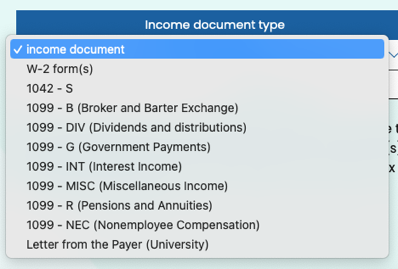 Income document type
✓ income document
W-2 form(s)
1042 - S
1099 - B (Broker and Barter Exchange)
1099 - DIV (Dividends and distributions)
1099 - G (Government Payments)
1099 - INT (Interest Income)
1099 - MISC (Miscellaneous Income)
1099 - R (Pensions and Annuities)
1099 - NEC (Nonemployee Compensation)
Letter from the Payer (University)